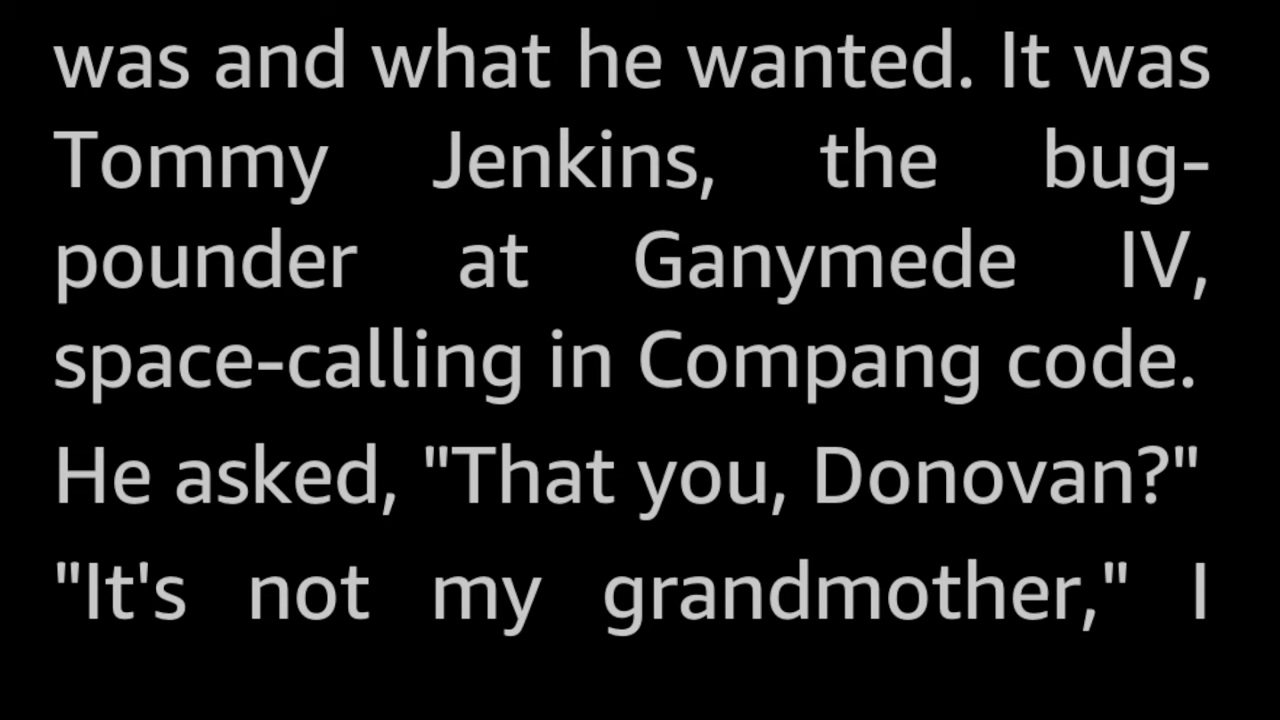 was and what he wanted. It was
Tommy Jenkins, the bug-
pounder at Ganymede IV,
space-calling in Compang code.
He asked, "That you, Donovan?"
"It's not my grandmother," I